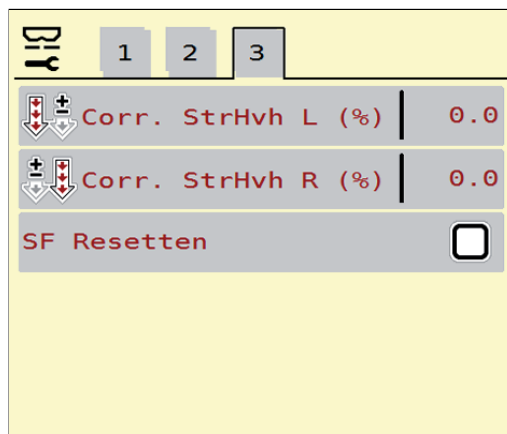 1 2 3
Corr. StrHvh L (%) 0.0
Corr. StrHvh R (%) 0.0
SF Resetten